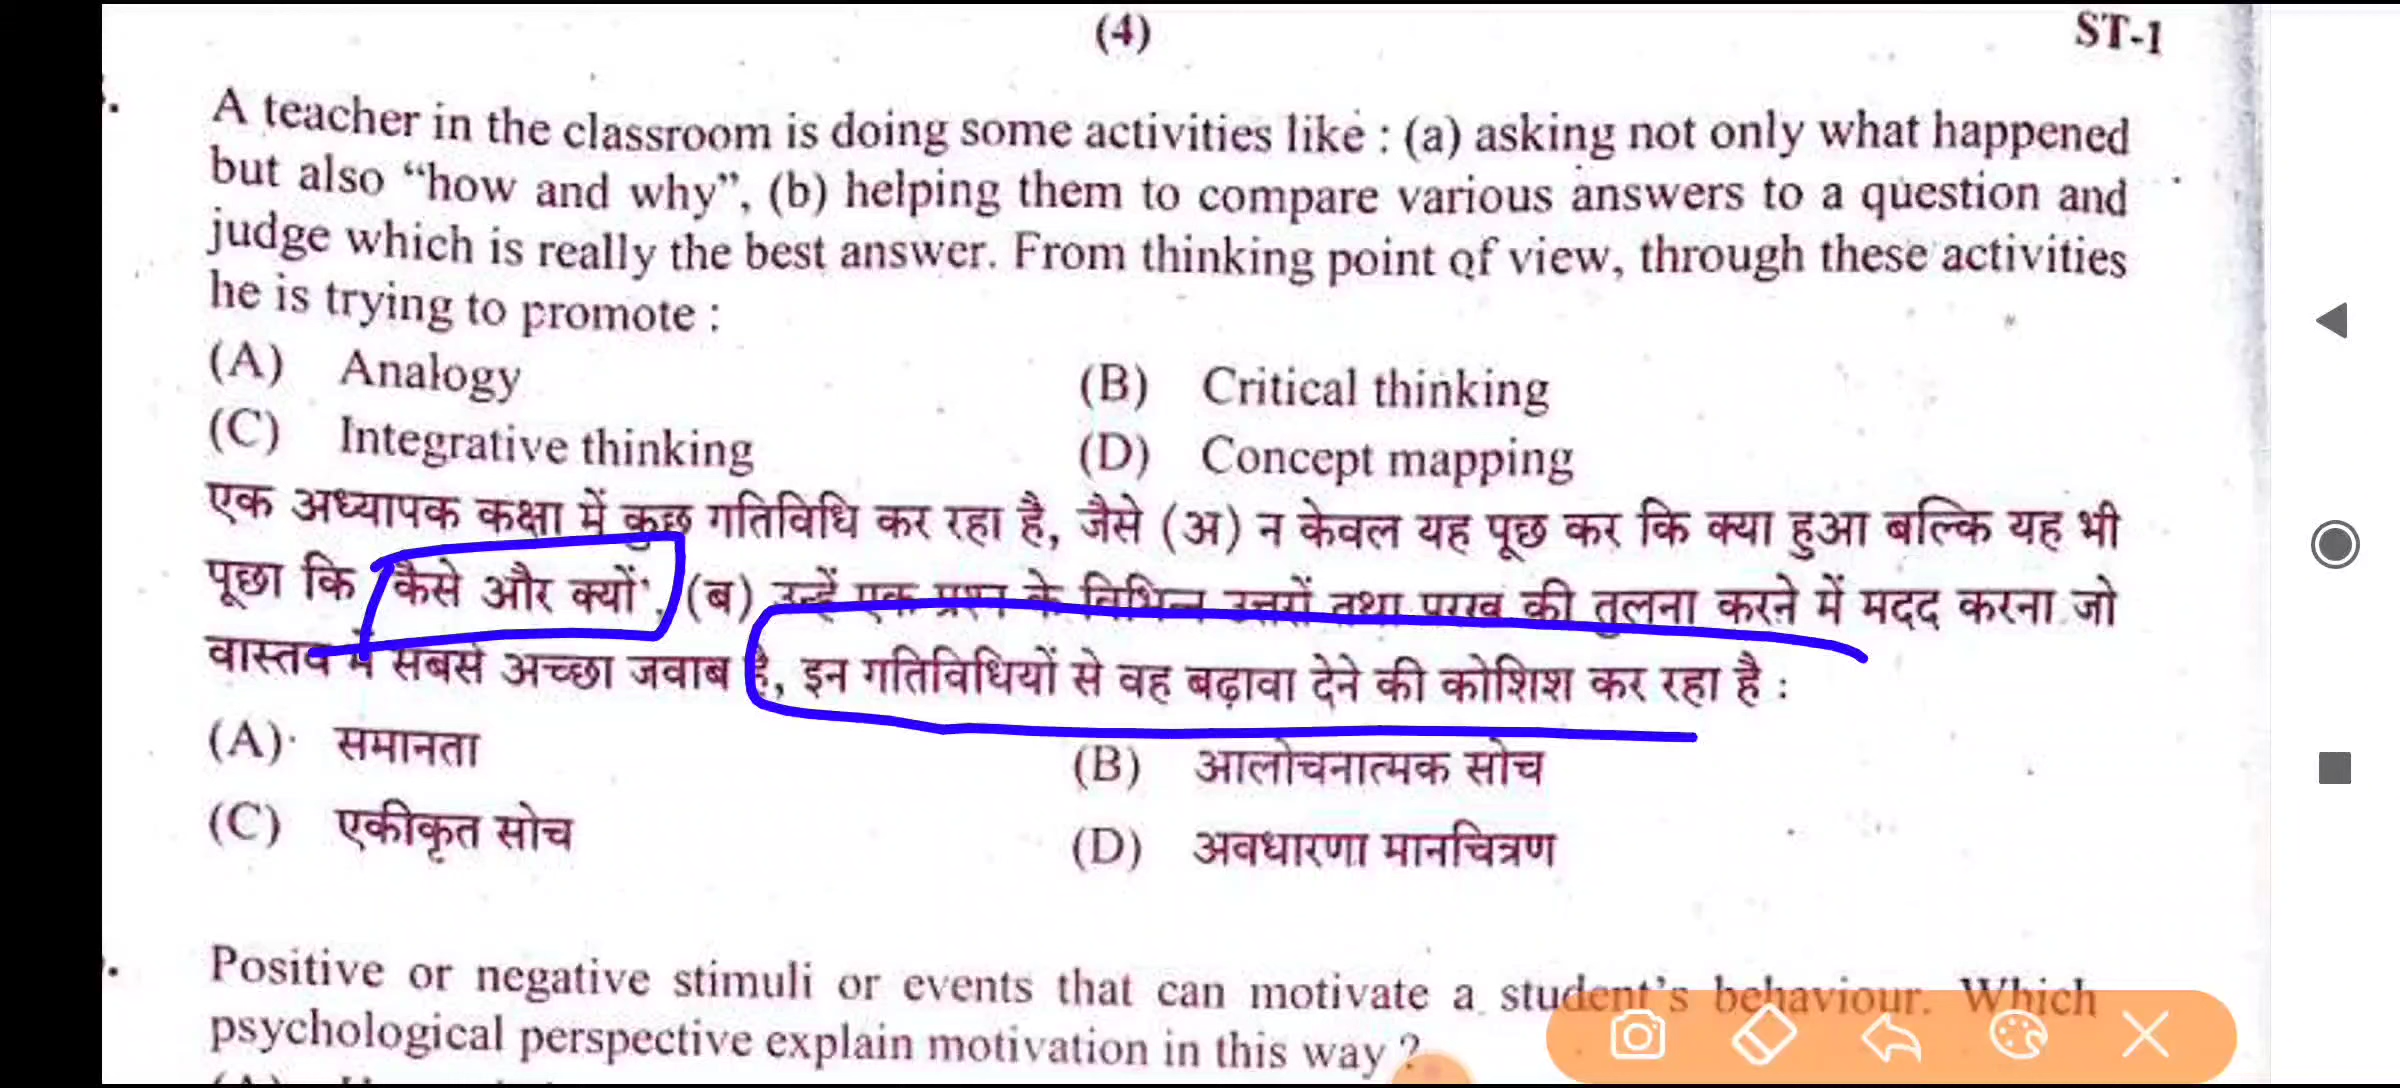 (4)
ST-1
A teacher in the classroom is doing some activities like : (a) asking not only what happened
but also “how and why”, (b) helping them to compare various answers to a question and
judge which is really the best answer. From thinking point of view, through these activities
he is trying to promote :
(A) Analogy
(B) Critical thinking
(C) Integrative thinking
(D) Concept mapping
एक अध्यापक कक्षा में कुछ गतिविधि कर रहा है, जैसे (अ) न केवल यह पूछ कर कि क्या हुआ बल्कि यह भी
पूछा कि 'कैसे और क्यों', (ब) उन्हें एक प्रश्न के विभिन्न उत्तरों तथा परख की तुलना करने में मदद करना जो
वास्तव में सबसे अच्छा जवाब है, इन गतिविधियों से वह बढ़ावा देने की कोशिश कर रहा है :
(A) समानता
(B) आलोचनात्मक सोच
(C) एकीकृत सोच
(D) अवधारणा मानचित्रण
Positive or negative stimuli or events that can motivate a student’s behaviour. Which
psychological perspective explain motivation in this way ?